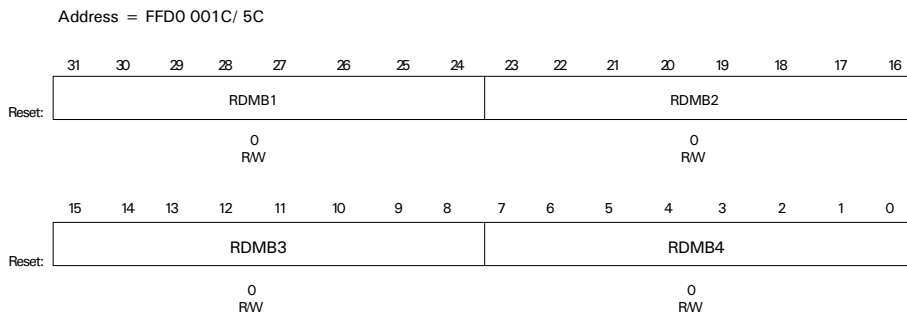 Address = FFD0 001C/ 5C
31 30 29 28 27 26 25 24 23 22 21 20 19 18 17 16
RDMB1 RDMB2
Reset:
0 0
R/W R/W
15 14 13 12 11 10 9 8 7 6 5 4 3 2 1 0
RDMB3 RDMB4
Reset:
0 0
R/W R/W